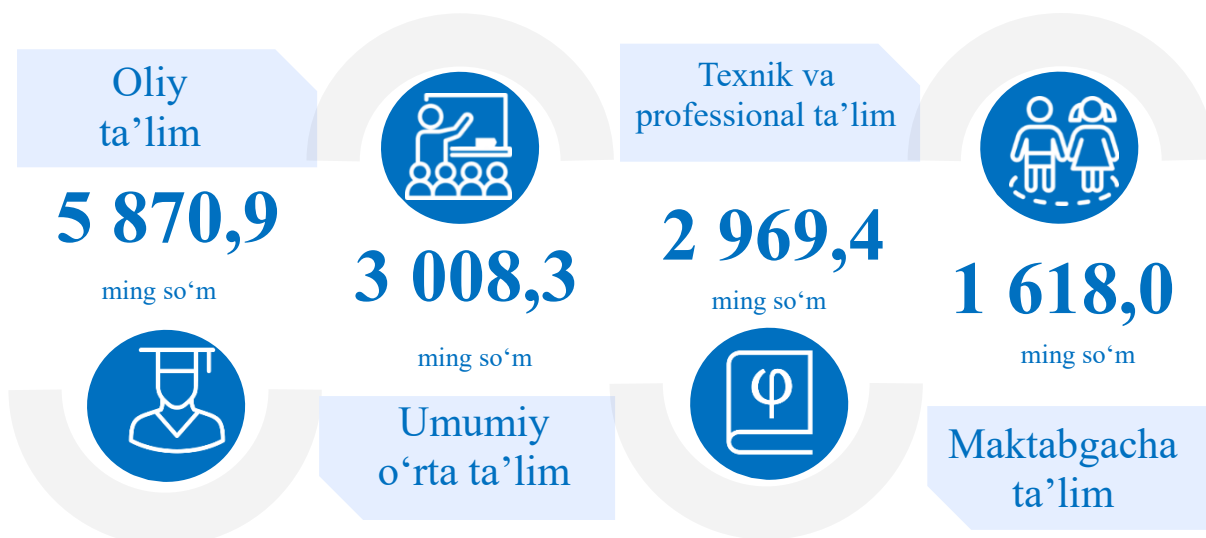 Oliy
ta’lim
5 870,9
ming so‘m
3 008,3
ming so‘m
Umumiy
o‘rta ta’lim
Texnik va
professional ta’lim
2 969,4
ming so‘m
φ
1 618,0
ming so‘m
Maktabgacha
ta’lim